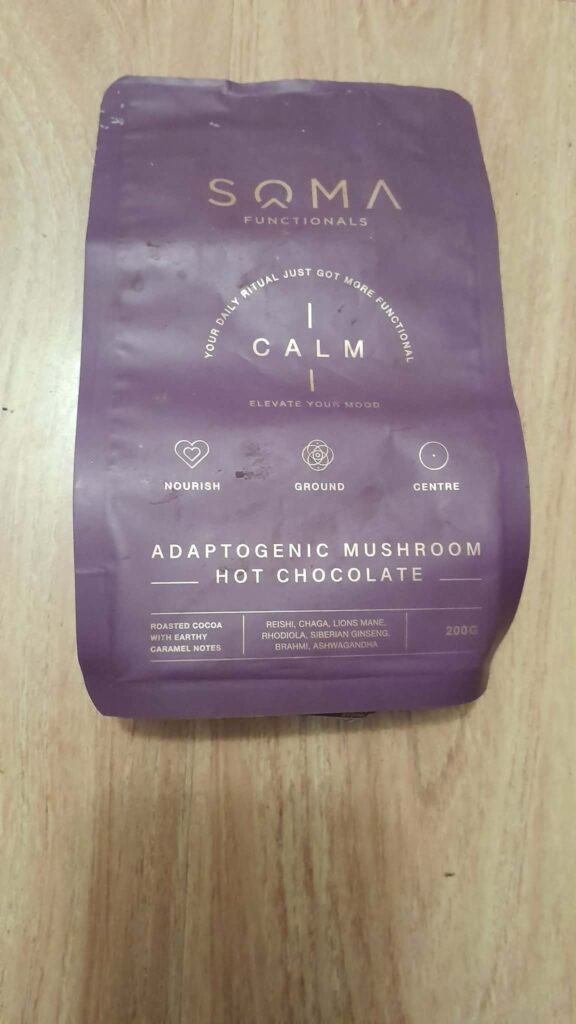 SOMA
FUNCTIONALS
YOUR DAILY RITUAL JUST GOT MORE FUNCTIONAL
CALM
ELEVATE YOUR MOOD
NOURISH
GROUND
CENTRE
ADAPTOGENIC MUSHROOM
HOT CHOCOLATE
ROASTED COCOA
WITH EARTHY
CARAMEL NOTES
REISHI, CHAGA, LIONS MANE,
RHODIOLA, SIBERIAN GINSENG,
BRAHMI, ASHWAGANDHA
200G